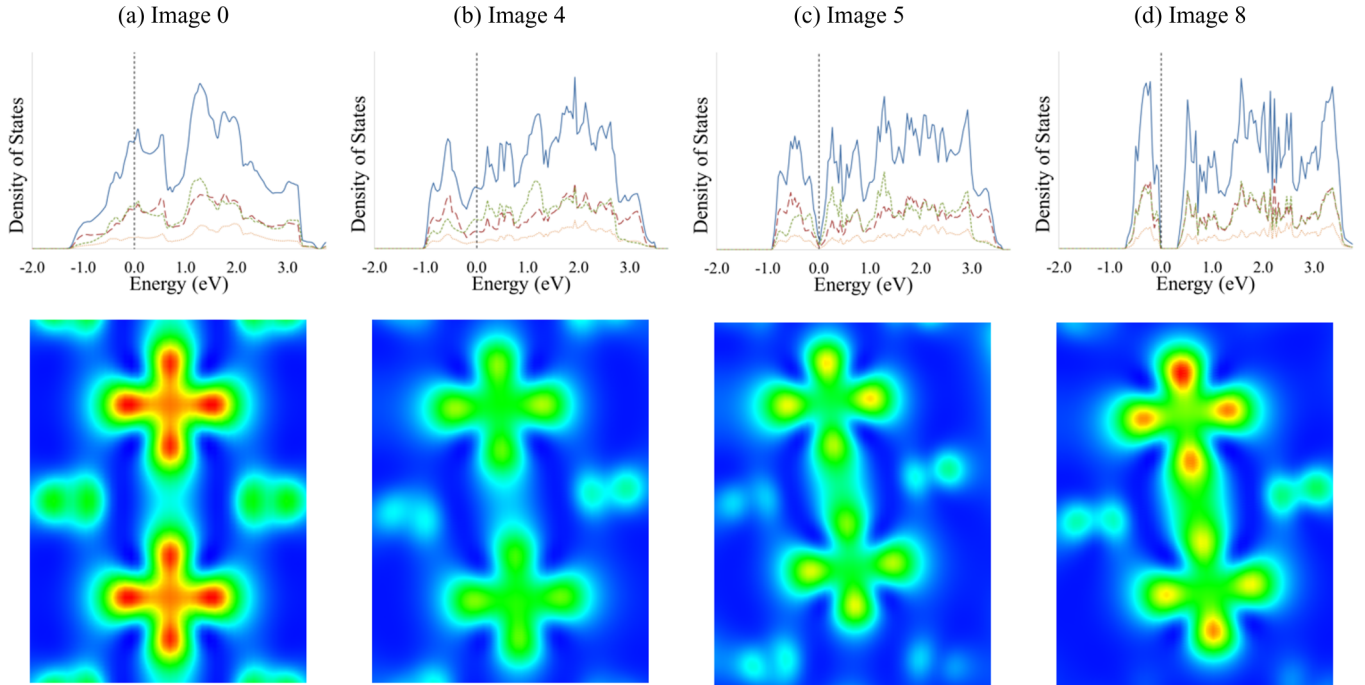 (a) Image 0
(b) Image 4
(c) Image 5
(d) Image 8
Density of States
-2.0 -1.0 0.0 1.0 2.0 3.0
Energy (eV)
Density of States
-2.0 -1.0 0.0 1.0 2.0 3.0
Energy (eV)
Density of States
-2.0 -1.0 0.0 1.0 2.0 3.0
Energy (eV)
Density of States
-2.0 -1.0 0.0 1.0 2.0 3.0
Energy (eV)